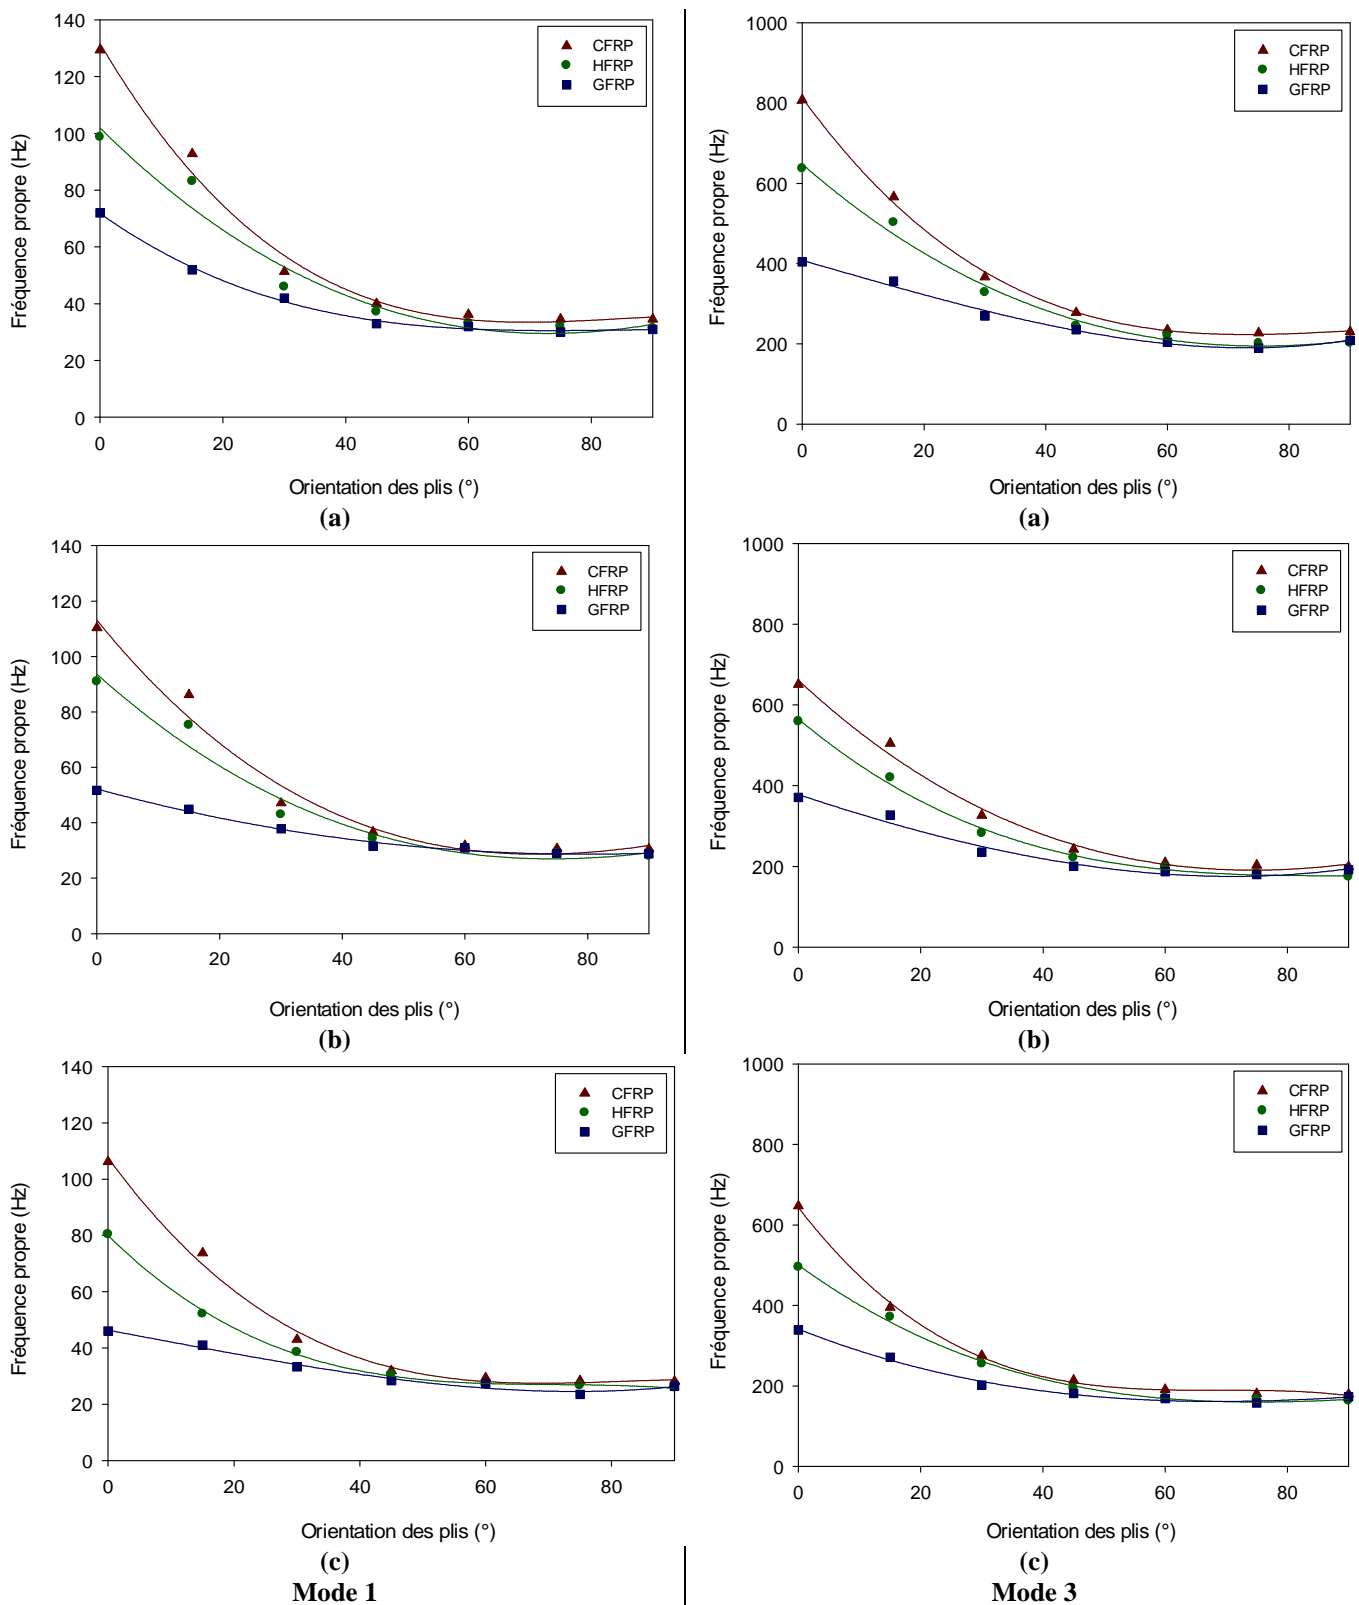 140
120
100
80
60
40
20
0
Fréquence propre (Hz)
CFRP
HFRP
GFRP
0 20 40 60 80
Orientation des plis (°)
(a)
1000
800
600
400
200
0
Fréquence propre (Hz)
CFRP
HFRP
GFRP
0 20 40 60 80
Orientation des plis (°)
(a)
140
120
100
80
60
40
20
0
Fréquence propre (Hz)
CFRP
HFRP
GFRP
0 20 40 60 80
Orientation des plis (°)
(b)
1000
800
600
400
200
0
Fréquence propre (Hz)
CFRP
HFRP
GFRP
0 20 40 60 80
Orientation des plis (°)
(b)
140
120
100
80
60
40
20
0
Fréquence propre (Hz)
CFRP
HFRP
GFRP
0 20 40 60 80
Orientation des plis (°)
(c)
Mode 1
1000
800
600
400
200
0
Fréquence propre (Hz)
CFRP
HFRP
GFRP
0 20 40 60 80
Orientation des plis (°)
(c)
Mode 3